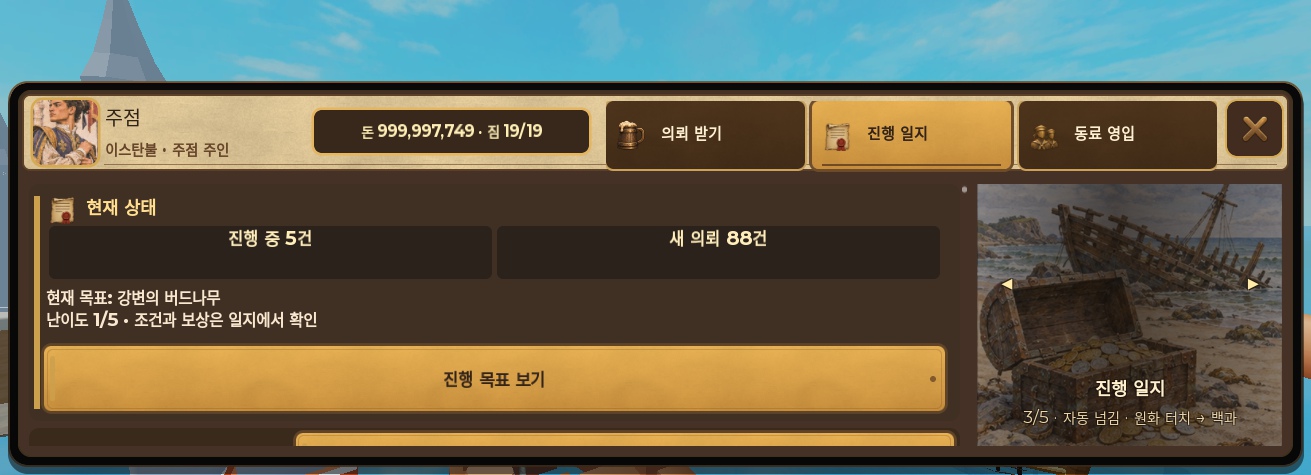 주점
이스탄불 • 주점 주인
돈 999,997,749 · 짐 19/19
의뢰 받기
진행 일지
동료 영입
현재 상태
진행 중 5건
새 의뢰 88건
현재 목표: 강변의 버드나무
난이도 1/5 • 조건과 보상은 일지에서 확인
진행 목표 보기
진행 일지
3/5 · 자동 넘김 · 원화 터치 → 백과